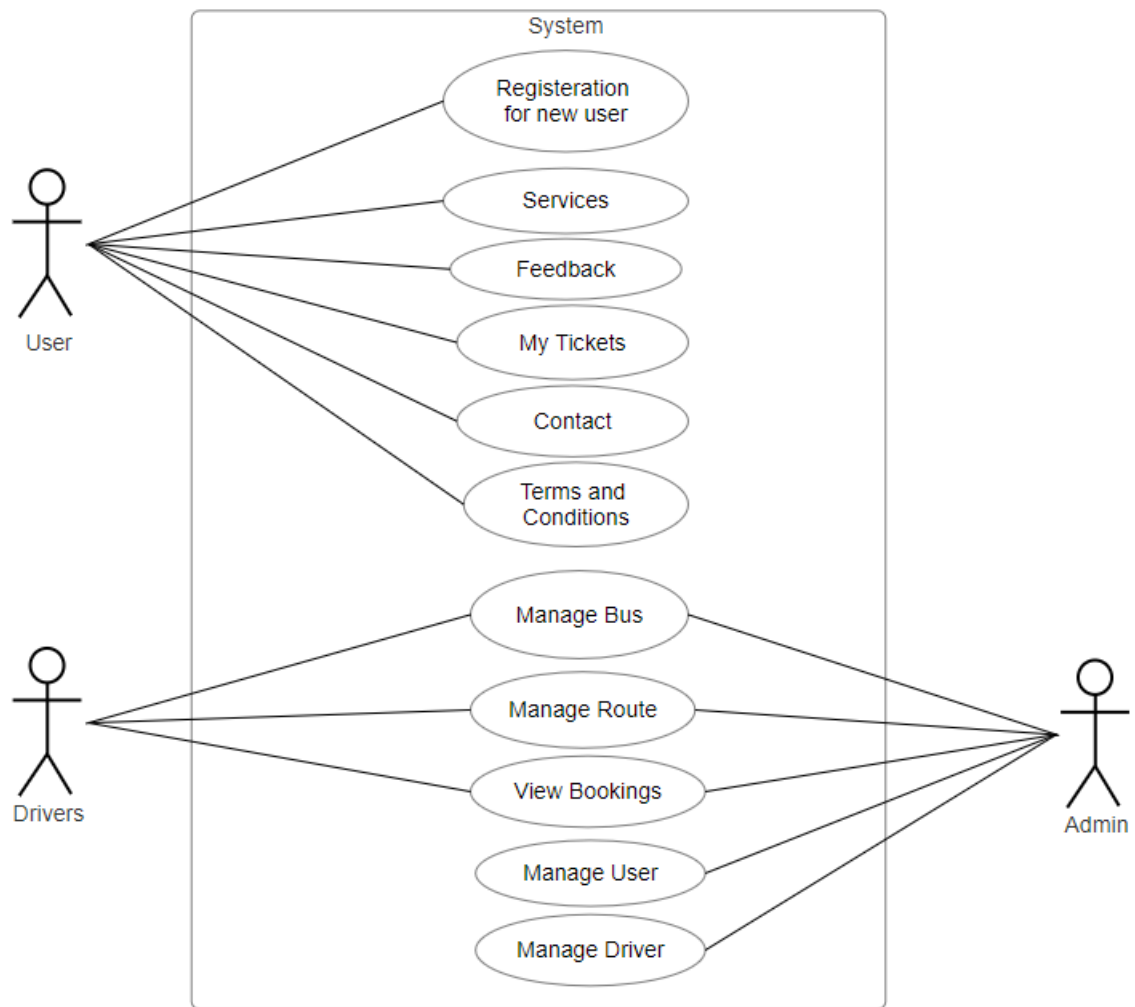 System
Registeration
for new user
Services
Feedback
My Tickets
User
Contact
Terms and
Conditions
Manage Bus
Manage Route
View Bookings
Drivers
Admin
Manage User
Manage Driver